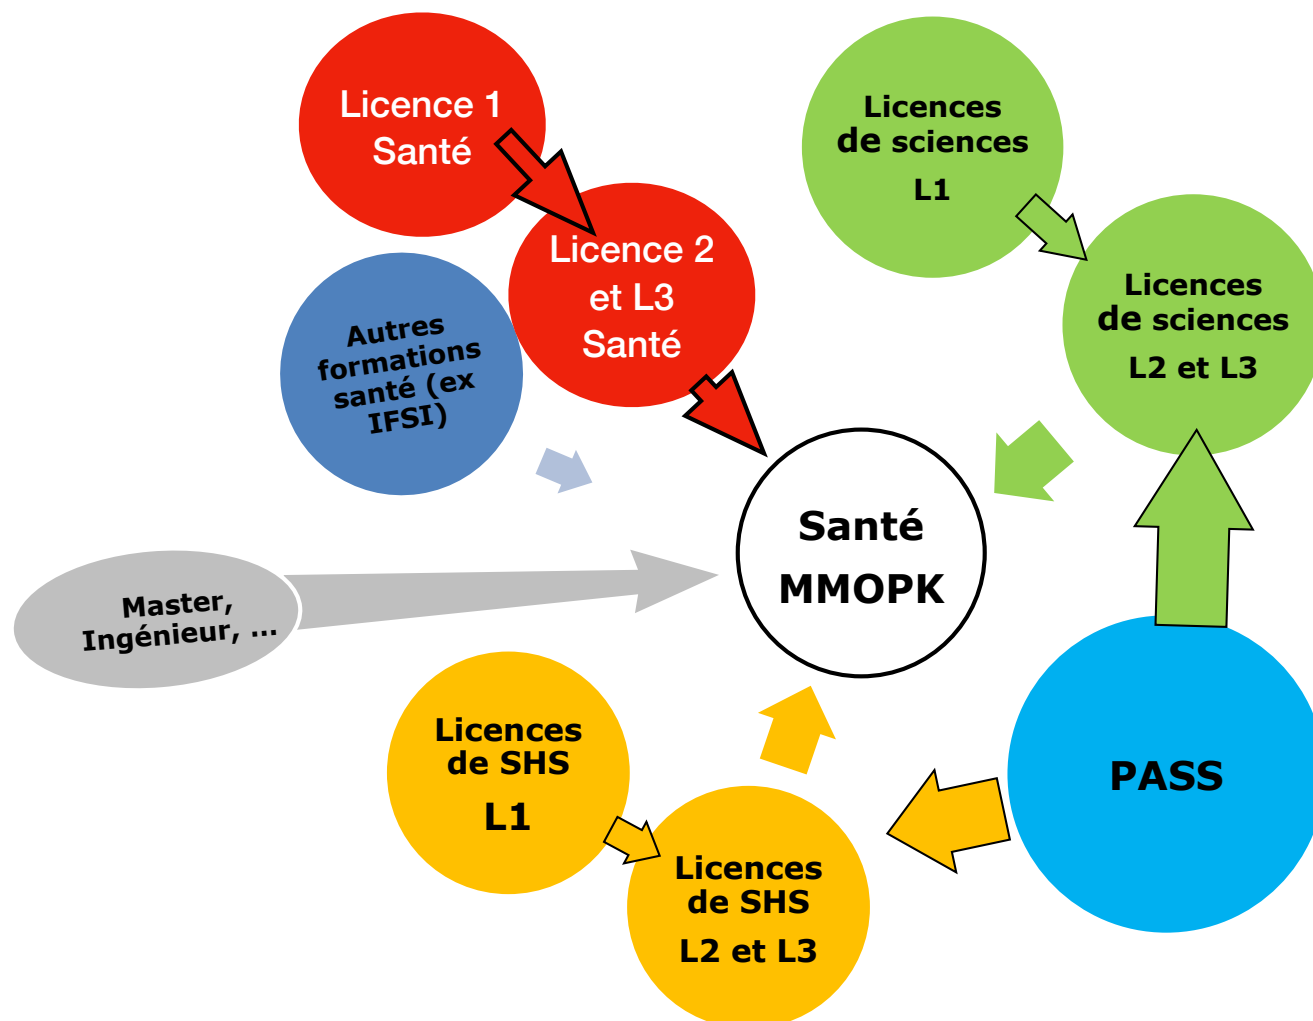 Licence 1
Santé
Licences
de sciences
L1
Licence 2
et L3
Santé
Licences
de sciences
L2 et L3
Autres
formations
santé (ex
IFSI)
Santé
MMOPK
Master,
Ingénieur, ...
Licences
de SHS
L1
PASS
Licences
de SHS
L2 et L3